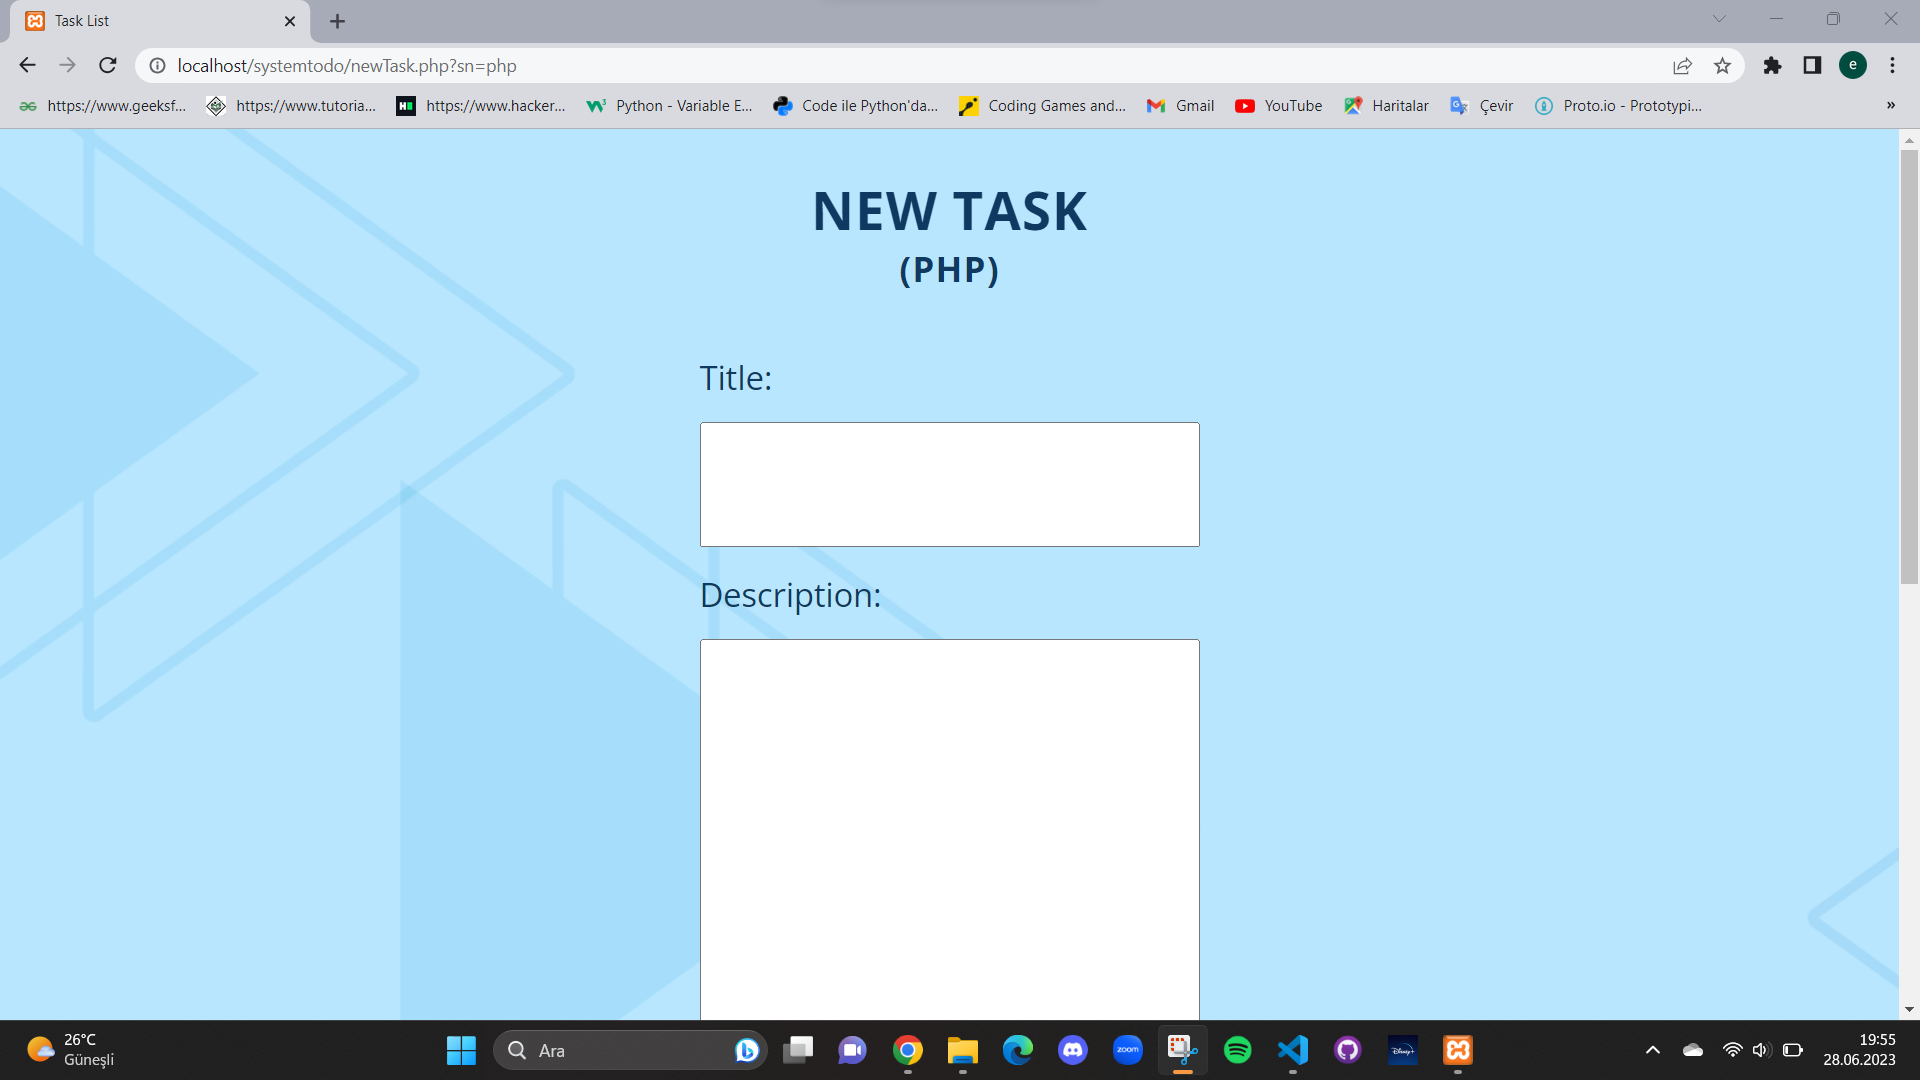 Task List
localhost/systemtodo/newTask.php?sn=php
e
https://www.geeksf... https://www.tutoria... https://www.hacker... Python - Variable E... Code ile Python'da... Coding Games and... Gmail YouTube Haritalar Çevir Proto.io - Prototypi... »
NEW TASK
(PHP)
Title:
Description:
26°C
Güneşli
Ara
zoom
Disney+
19:55
28.06.2023